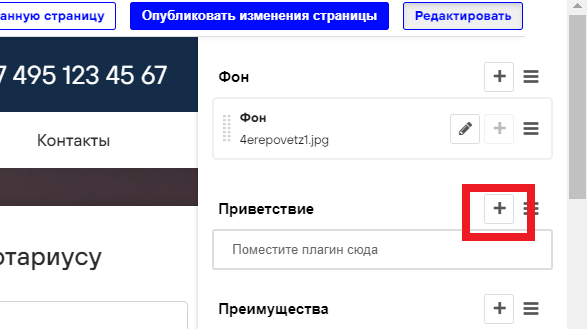 анную страницу
Опубликовать изменения страницы
Редактировать
7 495 123 45 67
Контакты
отариусу
Фон
Фон
4erepovetz1.jpg
Приветствие
Поместите плагин сюда
Преимущества